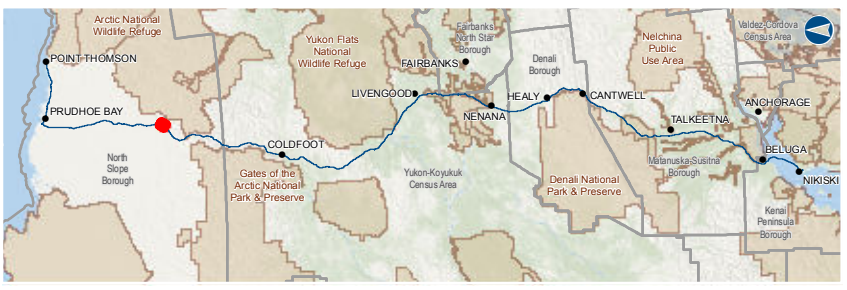 Arctic National
Wildlife Refuge
POINT THOMSON
PRUDHOE BAY
North
Slope
Borough
COLDFOOT
Gates of the
Arctic National
Park & Preserve
Yukon Flats
National
Wildlife Refuge
Fairbanks
North Star
Borough
FAIRBANKS
LIVENGOOD
NENANA
Yukon-Koyukuk
Census Area
Denali
Borough
HEALY
CANTWELL
Denali National
Park & Preserve
Nelchina
Public
Use Area
TALKEETNA
Matanuska-Susitna
Borough
Valdez-Cordova
Census Area
ANCHORAGE
BELUGA
NIKISKI
Kenai
Peninsula
Borough